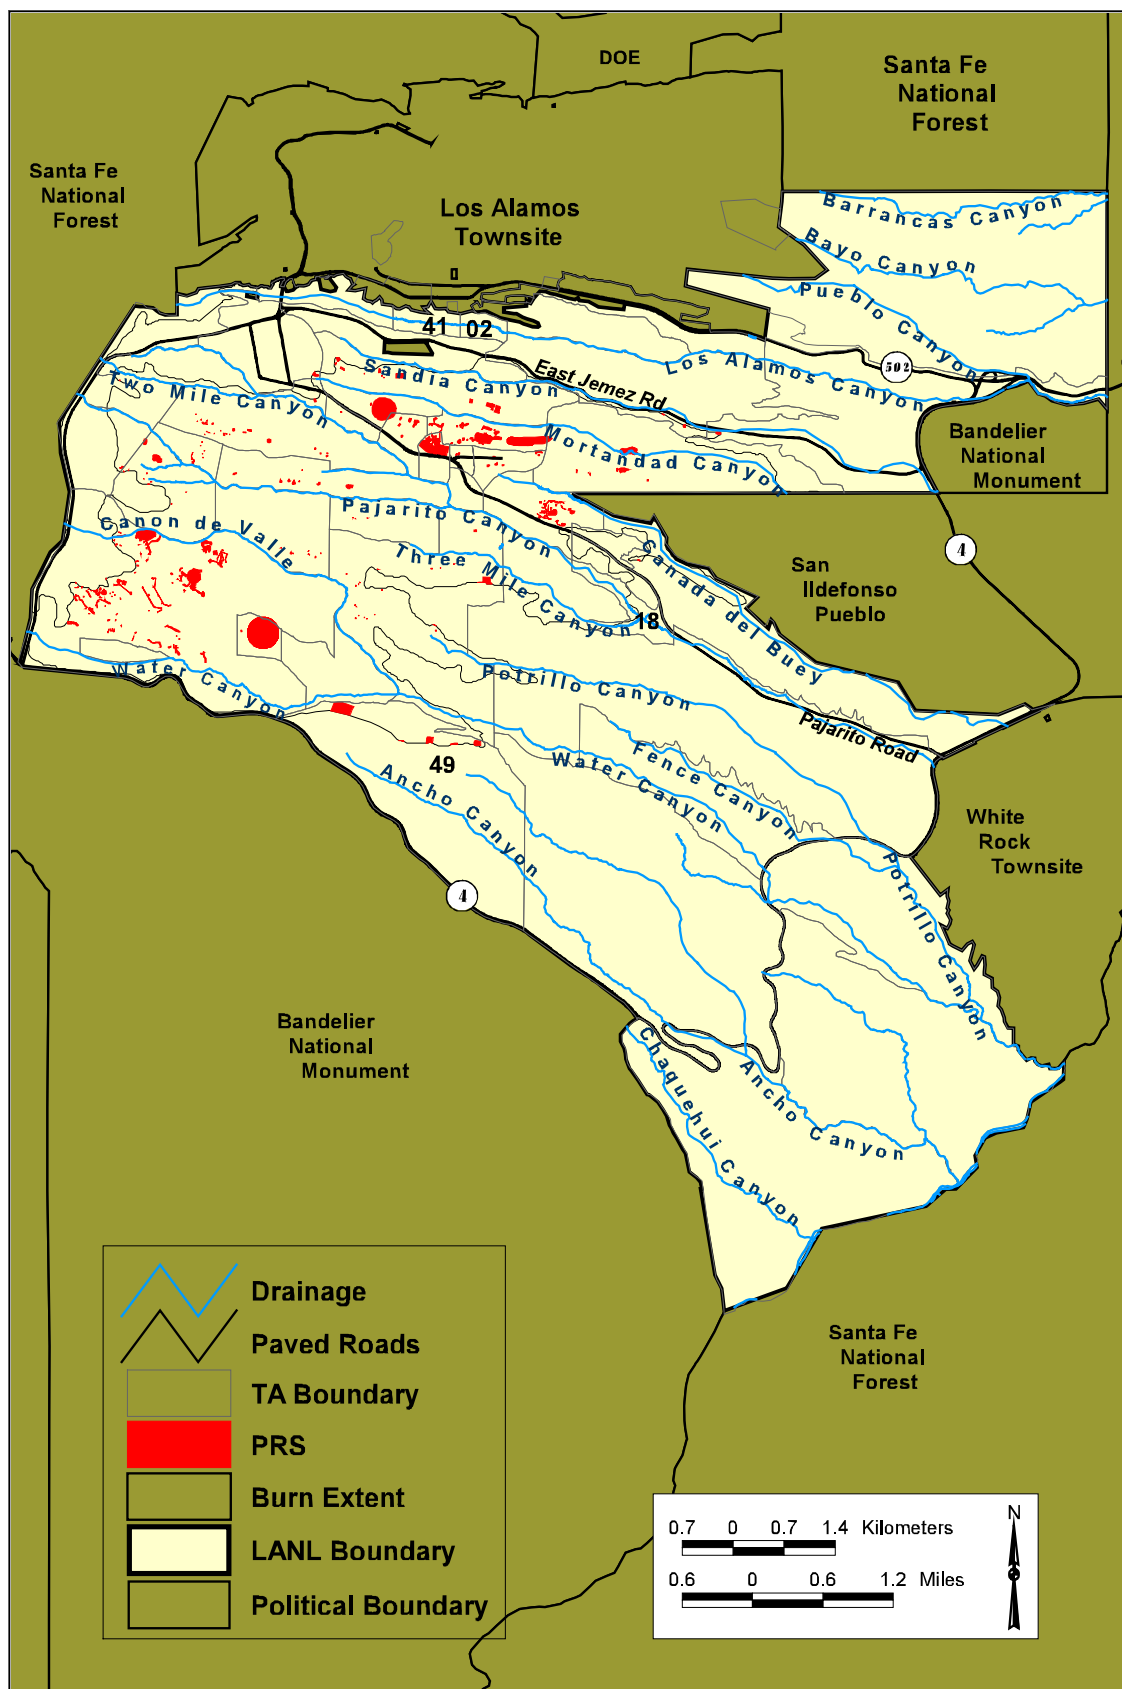 DOE
Santa Fe
National
Forest
Santa Fe
National
Forest
Los Alamos
Townsite
Barrancas Canyon
Bayo Canyon
Pueblo Canyon
502
41 02
Los Alamos Canyon
East Jemez Rd
Sandia Canyon
Two Mile Canyon
Mortandad Canyon
Bandelier
National
Monument
Pajarito Canyon
Canon de Valle
Three Mile Canyon
Canada del Buey
4
San
Ildefonso
Pueblo
18
Water Canyon
Potrillo Canyon
Pajarito Road
49
Ancho Canyon
Water Canyon
Fence Canyon
White
Rock
Townsite
Potrillo Canyon
4
Bandelier
National
Monument
Chaquehui Canyon
Ancho Canyon
Santa Fe
National
Forest
Drainage
Paved Roads
TA Boundary
PRS
Burn Extent
LANL Boundary
Political Boundary
0.7 0 0.7 1.4 Kilometers
0.6 0 0.6 1.2 Miles
N